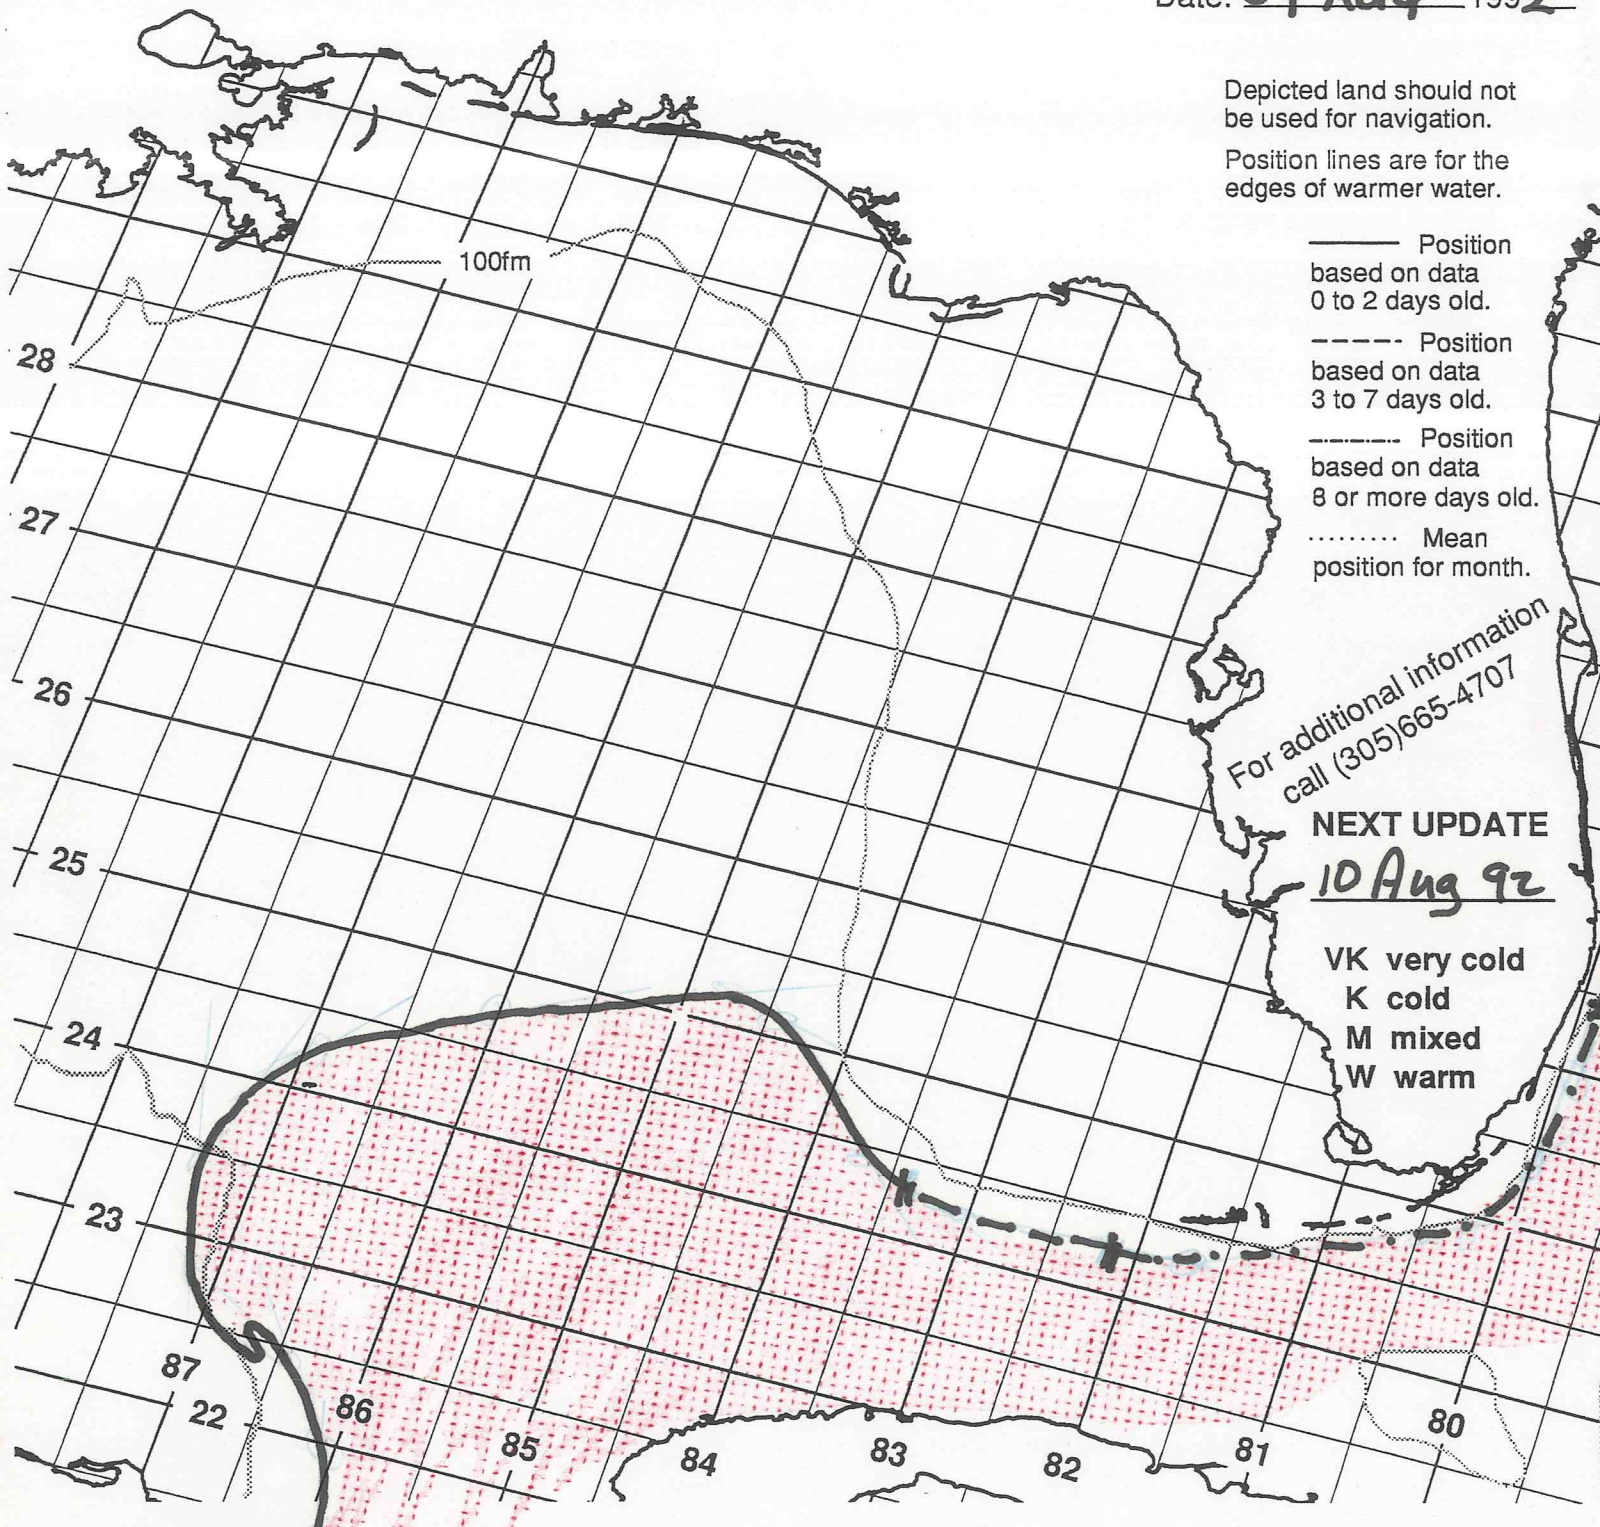 Date: Aug 1992
Depicted land should not
be used for navigation.
Position lines are for the
edges of warmer water.
Position
based on data
0 to 2 days old.
Position
based on data
3 to 7 days old.
Position
based on data
8 or more days old.
Mean
position for month.
For additional information
call (305)665-4707
NEXT UPDATE
10 Aug 92
VK very cold
K cold
M mixed
W warm
100fm
28
27
26
25
24
23
22
87
86
85
84
83
82
81
80